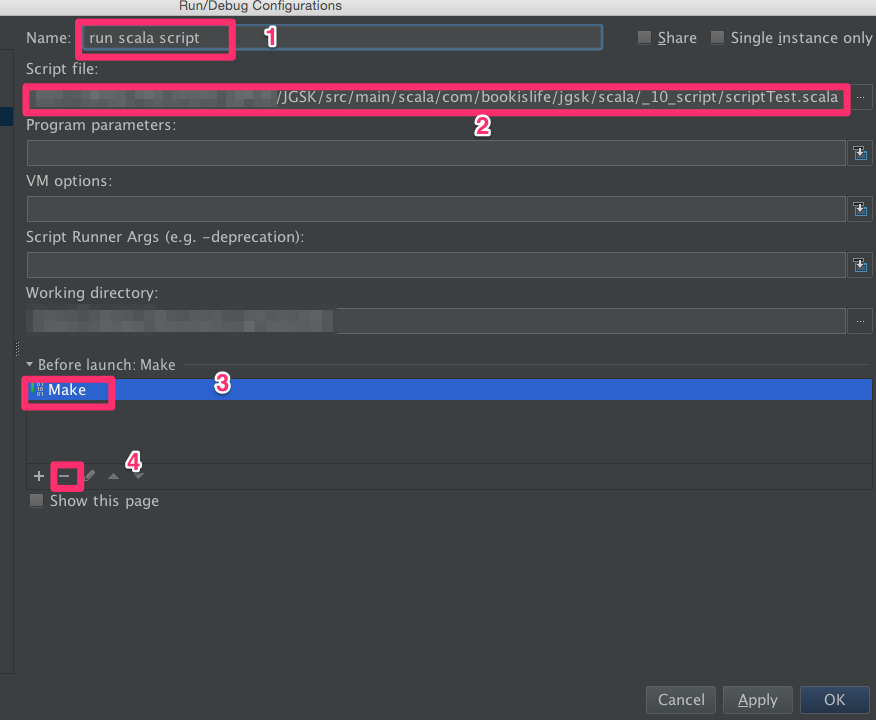 Run/Debug Configurations
Name: run scala script 1 Share Single instance only
Script file:
/JGSK/src/main/scala/com/bookislife/jgsk/scala/_10_script/scriptTest.scala ...
2
Program parameters:
VM options:
Script Runner Args (e.g. -deprecation):
Working directory:
...
Before launch: Make
Make 3
4
Show this page
Cancel Apply OK